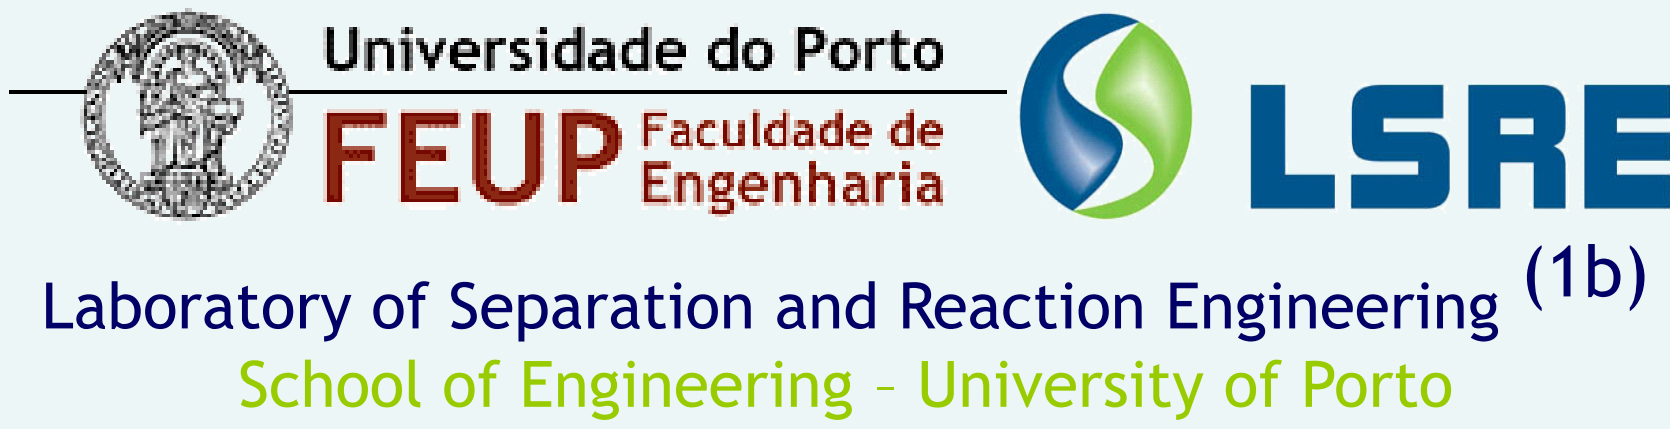 Universidade do Porto
FEUP Faculdade de
Engenharia
LSRE
Laboratory of Separation and Reaction Engineering (1b)
School of Engineering – University of Porto